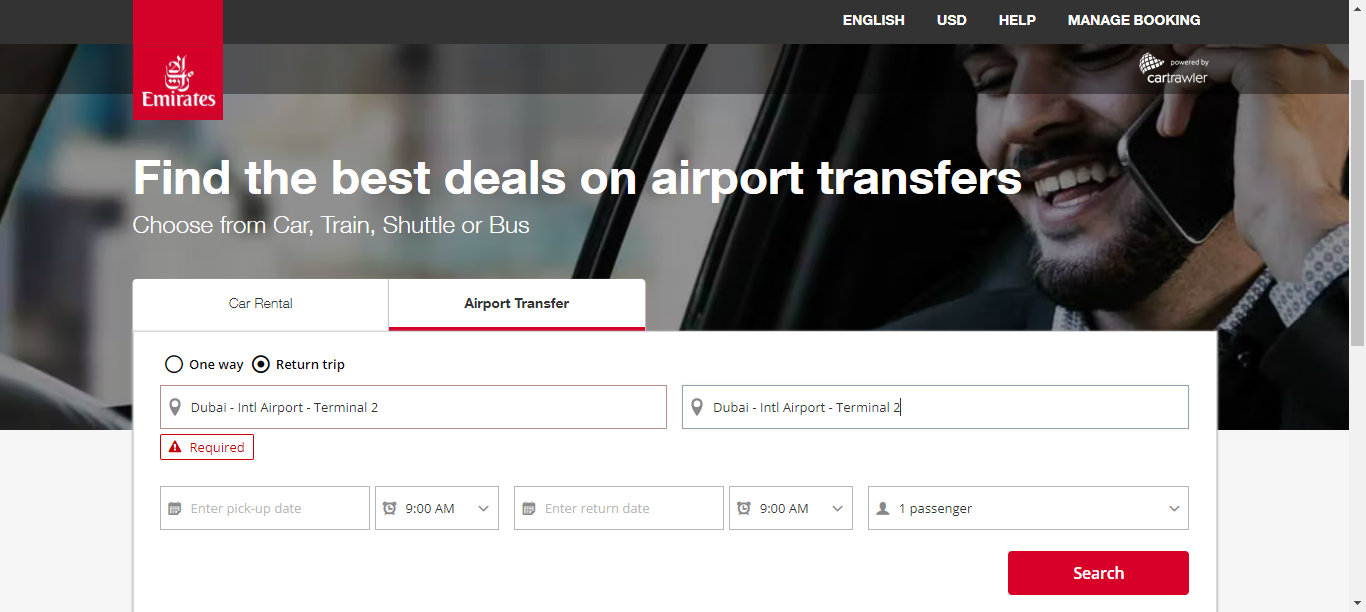 ENGLISH USD HELP MANAGE BOOKING
Emirates
powered by
cartrawler
Find the best deals on airport transfers
Choose from Car, Train, Shuttle or Bus
Car Rental Airport Transfer
One way Return trip
Dubai - Intl Airport - Terminal 2 Dubai - Intl Airport - Terminal 2
Required
Enter pick-up date 9:00 AM Enter return date 9:00 AM 1 passenger
Search